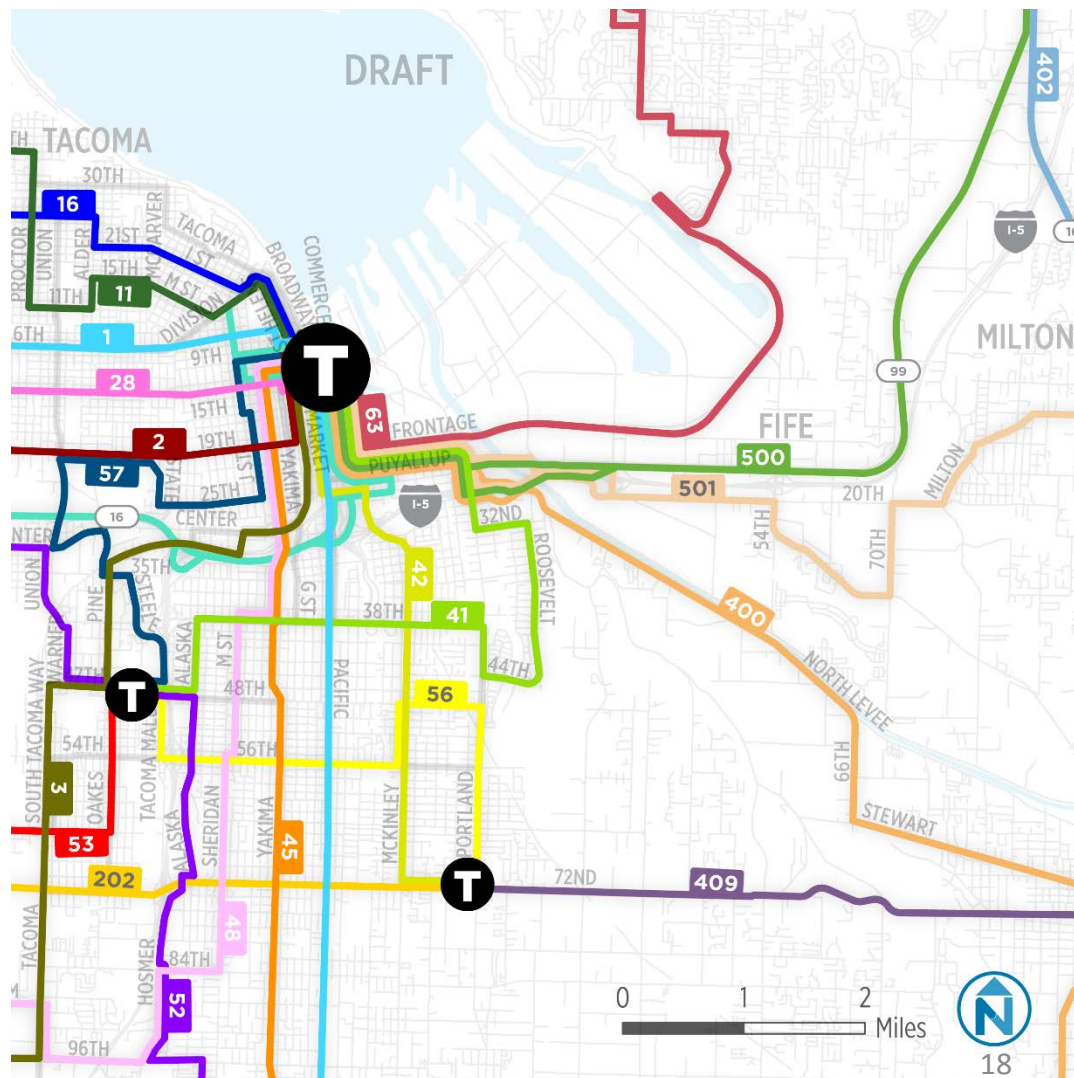 DRAFT
402
TH
TACOMA
30TH
16
PROCTOR
UNION
ALDER
21ST
TACOMA
I ST
COMMERCE
BROADWAY
I-5
15TH
M ST
11TH
11
DIVISION
6TH
1
9TH
T
MILTON
99
28
15TH
63
FRONTAGE
FIFE
2
19TH
MARKET
PUYALLUP
500
57
STATE
YAKIMA
25TH
501
20TH
MILTON
16
CENTER
I-5
32ND
54TH
70TH
35TH
UNION
PINE
STEELE
42
ROOSEVELT
G ST
38TH
41
400
ALASKA
M ST
PACIFIC
44TH
NORTH LEVEE
T
48TH
56
SOUTH TACOMA WAY
54TH
TACOMA MALL
56TH
66TH
3
OAKES
SHERIDAN
YAKIMA
45
MCKINLEY
PORTLAND
STEWART
53
ALASKA
202
T
72ND
409
TACOMA
48
HOSMER
84TH
52
96TH
0
1
2
Miles
N
18